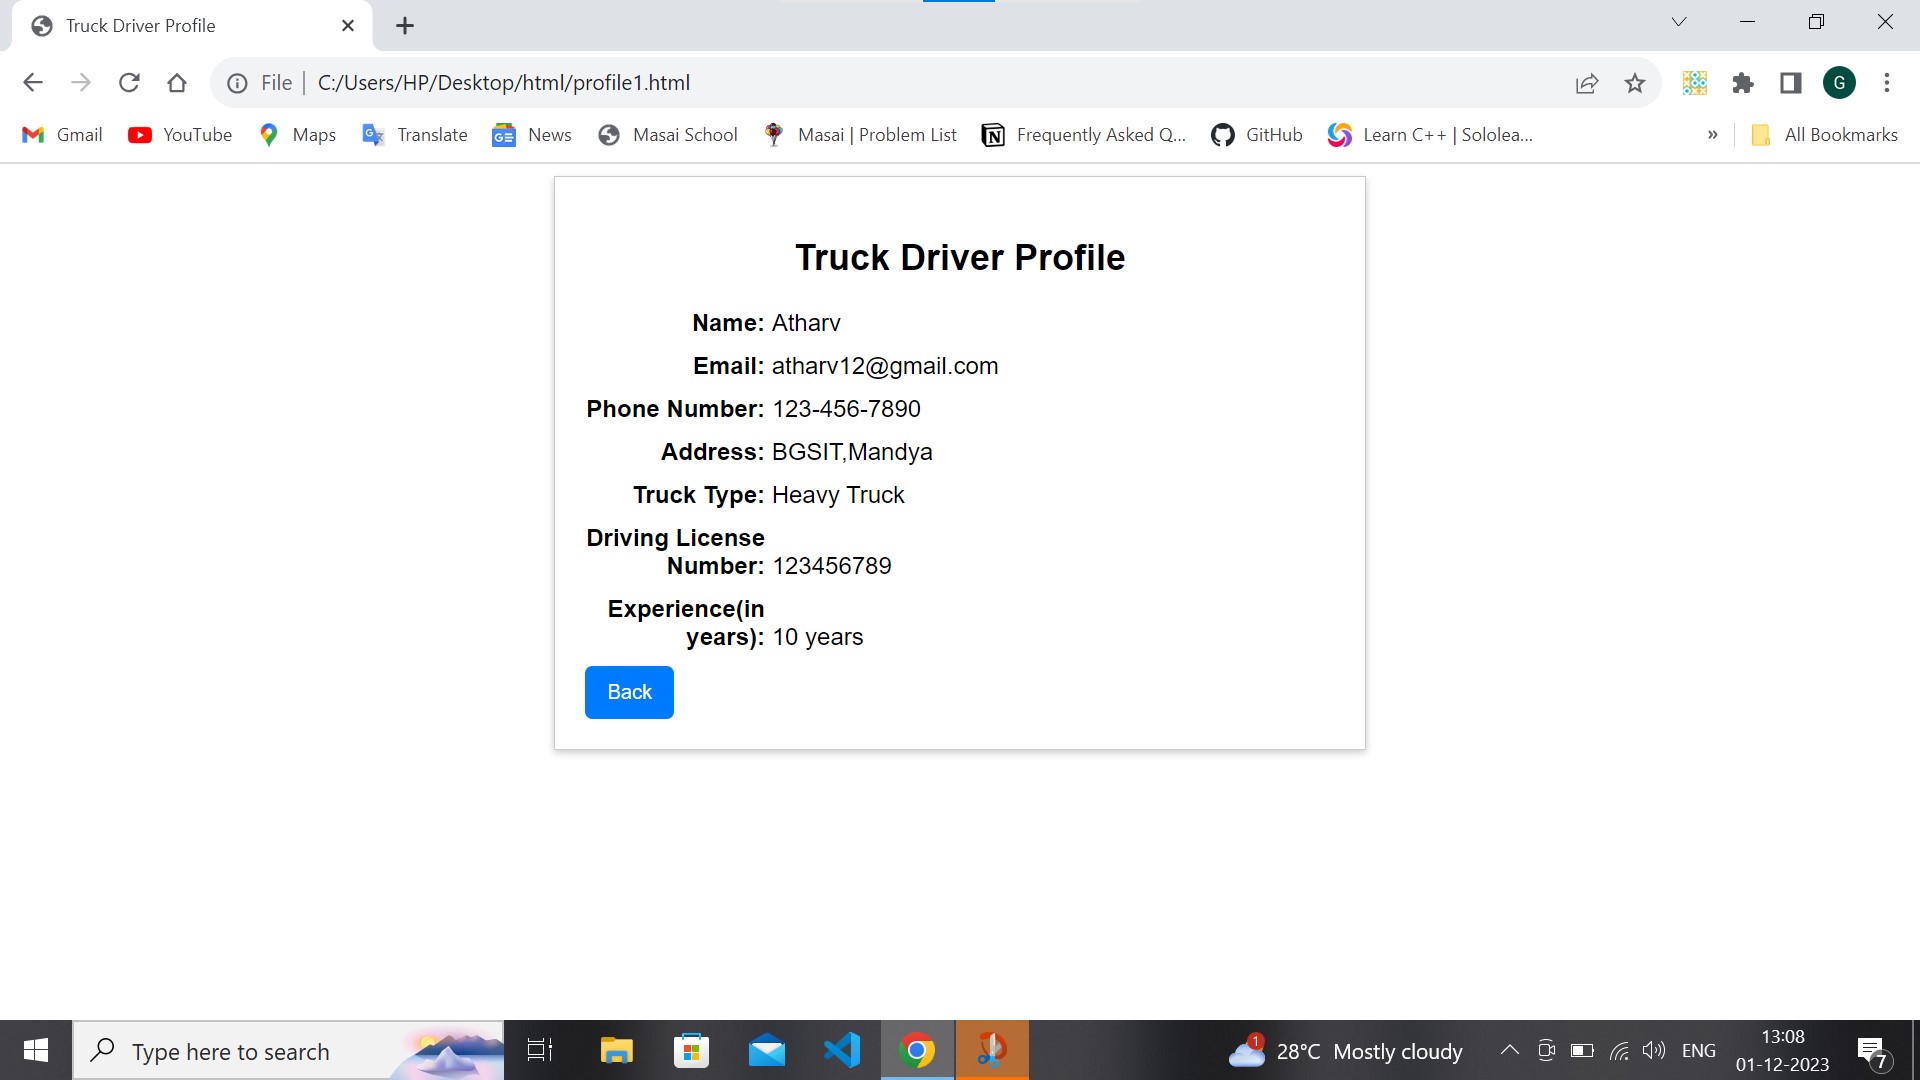 Truck Driver Profile
File
C:/Users/HP/Desktop/html/profile1.html
G
Gmail
YouTube
Maps
Translate
News
Masai School
Masai | Problem List
Frequently Asked Q...
GitHub
Learn C++ | Sololea...
»
All Bookmarks
Truck Driver Profile
Name: Atharv
Email: atharv12@gmail.com
Phone Number: 123-456-7890
Address: BGSIT,Mandya
Truck Type: Heavy Truck
Driving License
Number: 123456789
Experience(in
years): 10 years
Back
Type here to search
1
28°C Mostly cloudy
ENG
13:08
01-12-2023
7